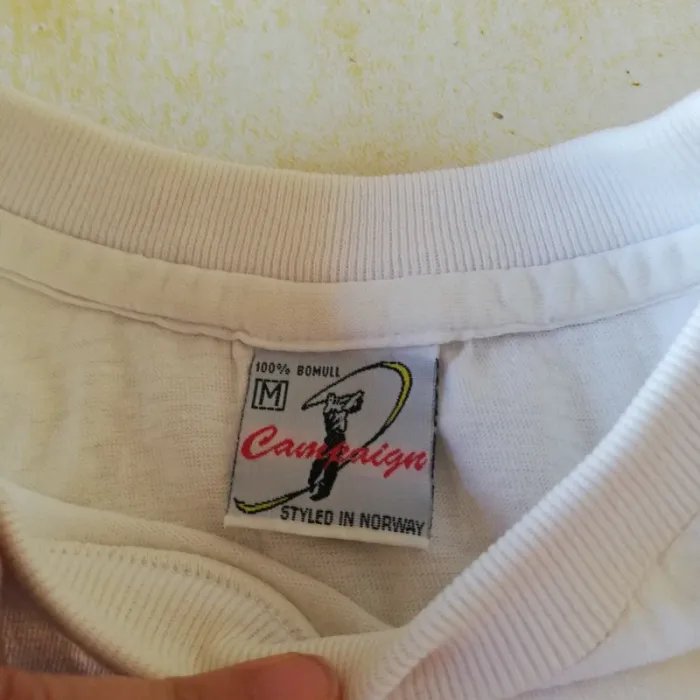 100% BOMULL
M
Campaign
STYLED IN NORWAY